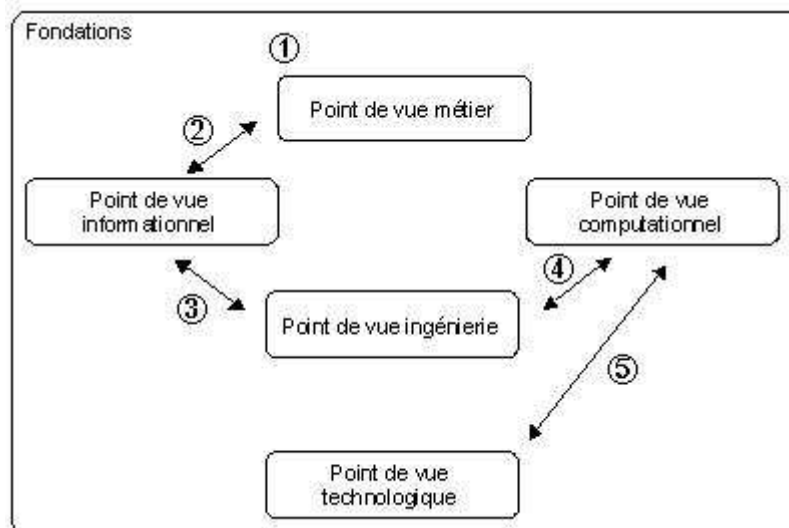 Fondations
①
Point de vue métier
②
Point de vue
informationnel
Point de vue
computationnel
③
④
Point de vue ingénierie
⑤
Point de vue
technologique